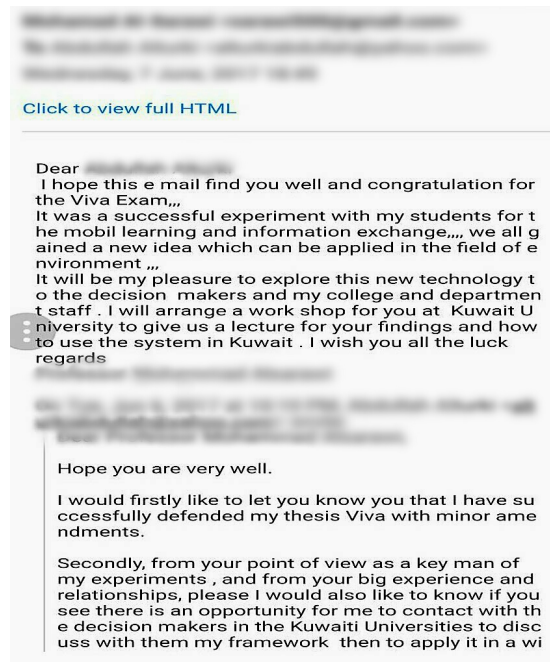 Click to view full HTML
Dear
I hope this e mail find you well and congratulation for
the Viva Exam,,,
It was a successful experiment with my students for t
he mobil learning and information exchange,,,, we all g
ained a new idea which can be applied in the field of e
nvironment ,,,
It will be my pleasure to explore this new technology t
o the decision makers and my college and departmen
t staff . I will arrange a work shop for you at Kuwait U
niversity to give us a lecture for your findings and how
to use the system in Kuwait . I wish you all the luck
regards
Hope you are very well.
I would firstly like to let you know you that I have su
ccessfully defended my thesis Viva with minor ame
ndments.
Secondly, from your point of view as a key man of
my experiments , and from your big experience and
relationships, please I would also like to know if you
see there is an opportunity for me to contact with th
e decision makers in the Kuwaiti Universities to disc
uss with them my framework then to apply it in a wi